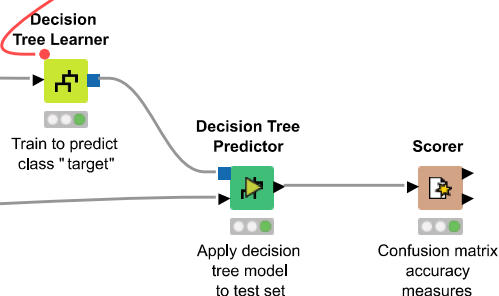 Decision
Tree Learner
Train to predict
class "target"
Decision Tree
Predictor
Apply decision
tree model
to test set
Scorer
Confusion matrix
accuracy
measures